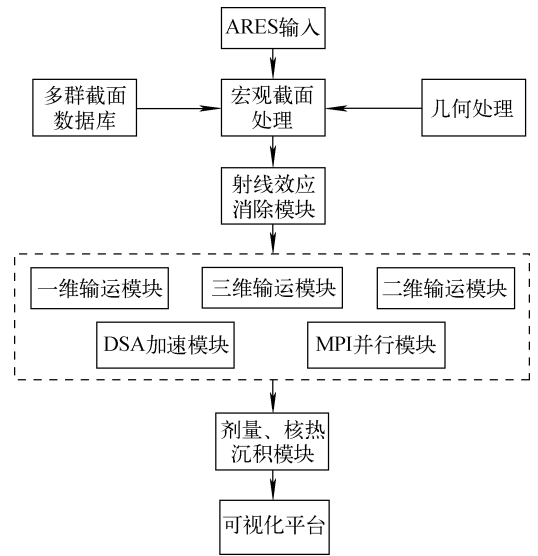 ARES输入
多群截面
数据库
宏观截面
处理
几何处理
射线效应
消除模块
一维输运模块
三维输运模块
二维输运模块
DSA加速模块
MPI并行模块
剂量、核热
沉积模块
可视化平台